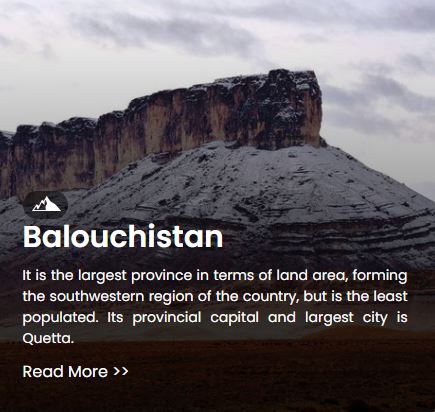 Balouchistan
It is the largest province in terms of land area, forming
the southwestern region of the country, but is the least
populated. Its provincial capital and largest city is
Quetta.
Read More >>